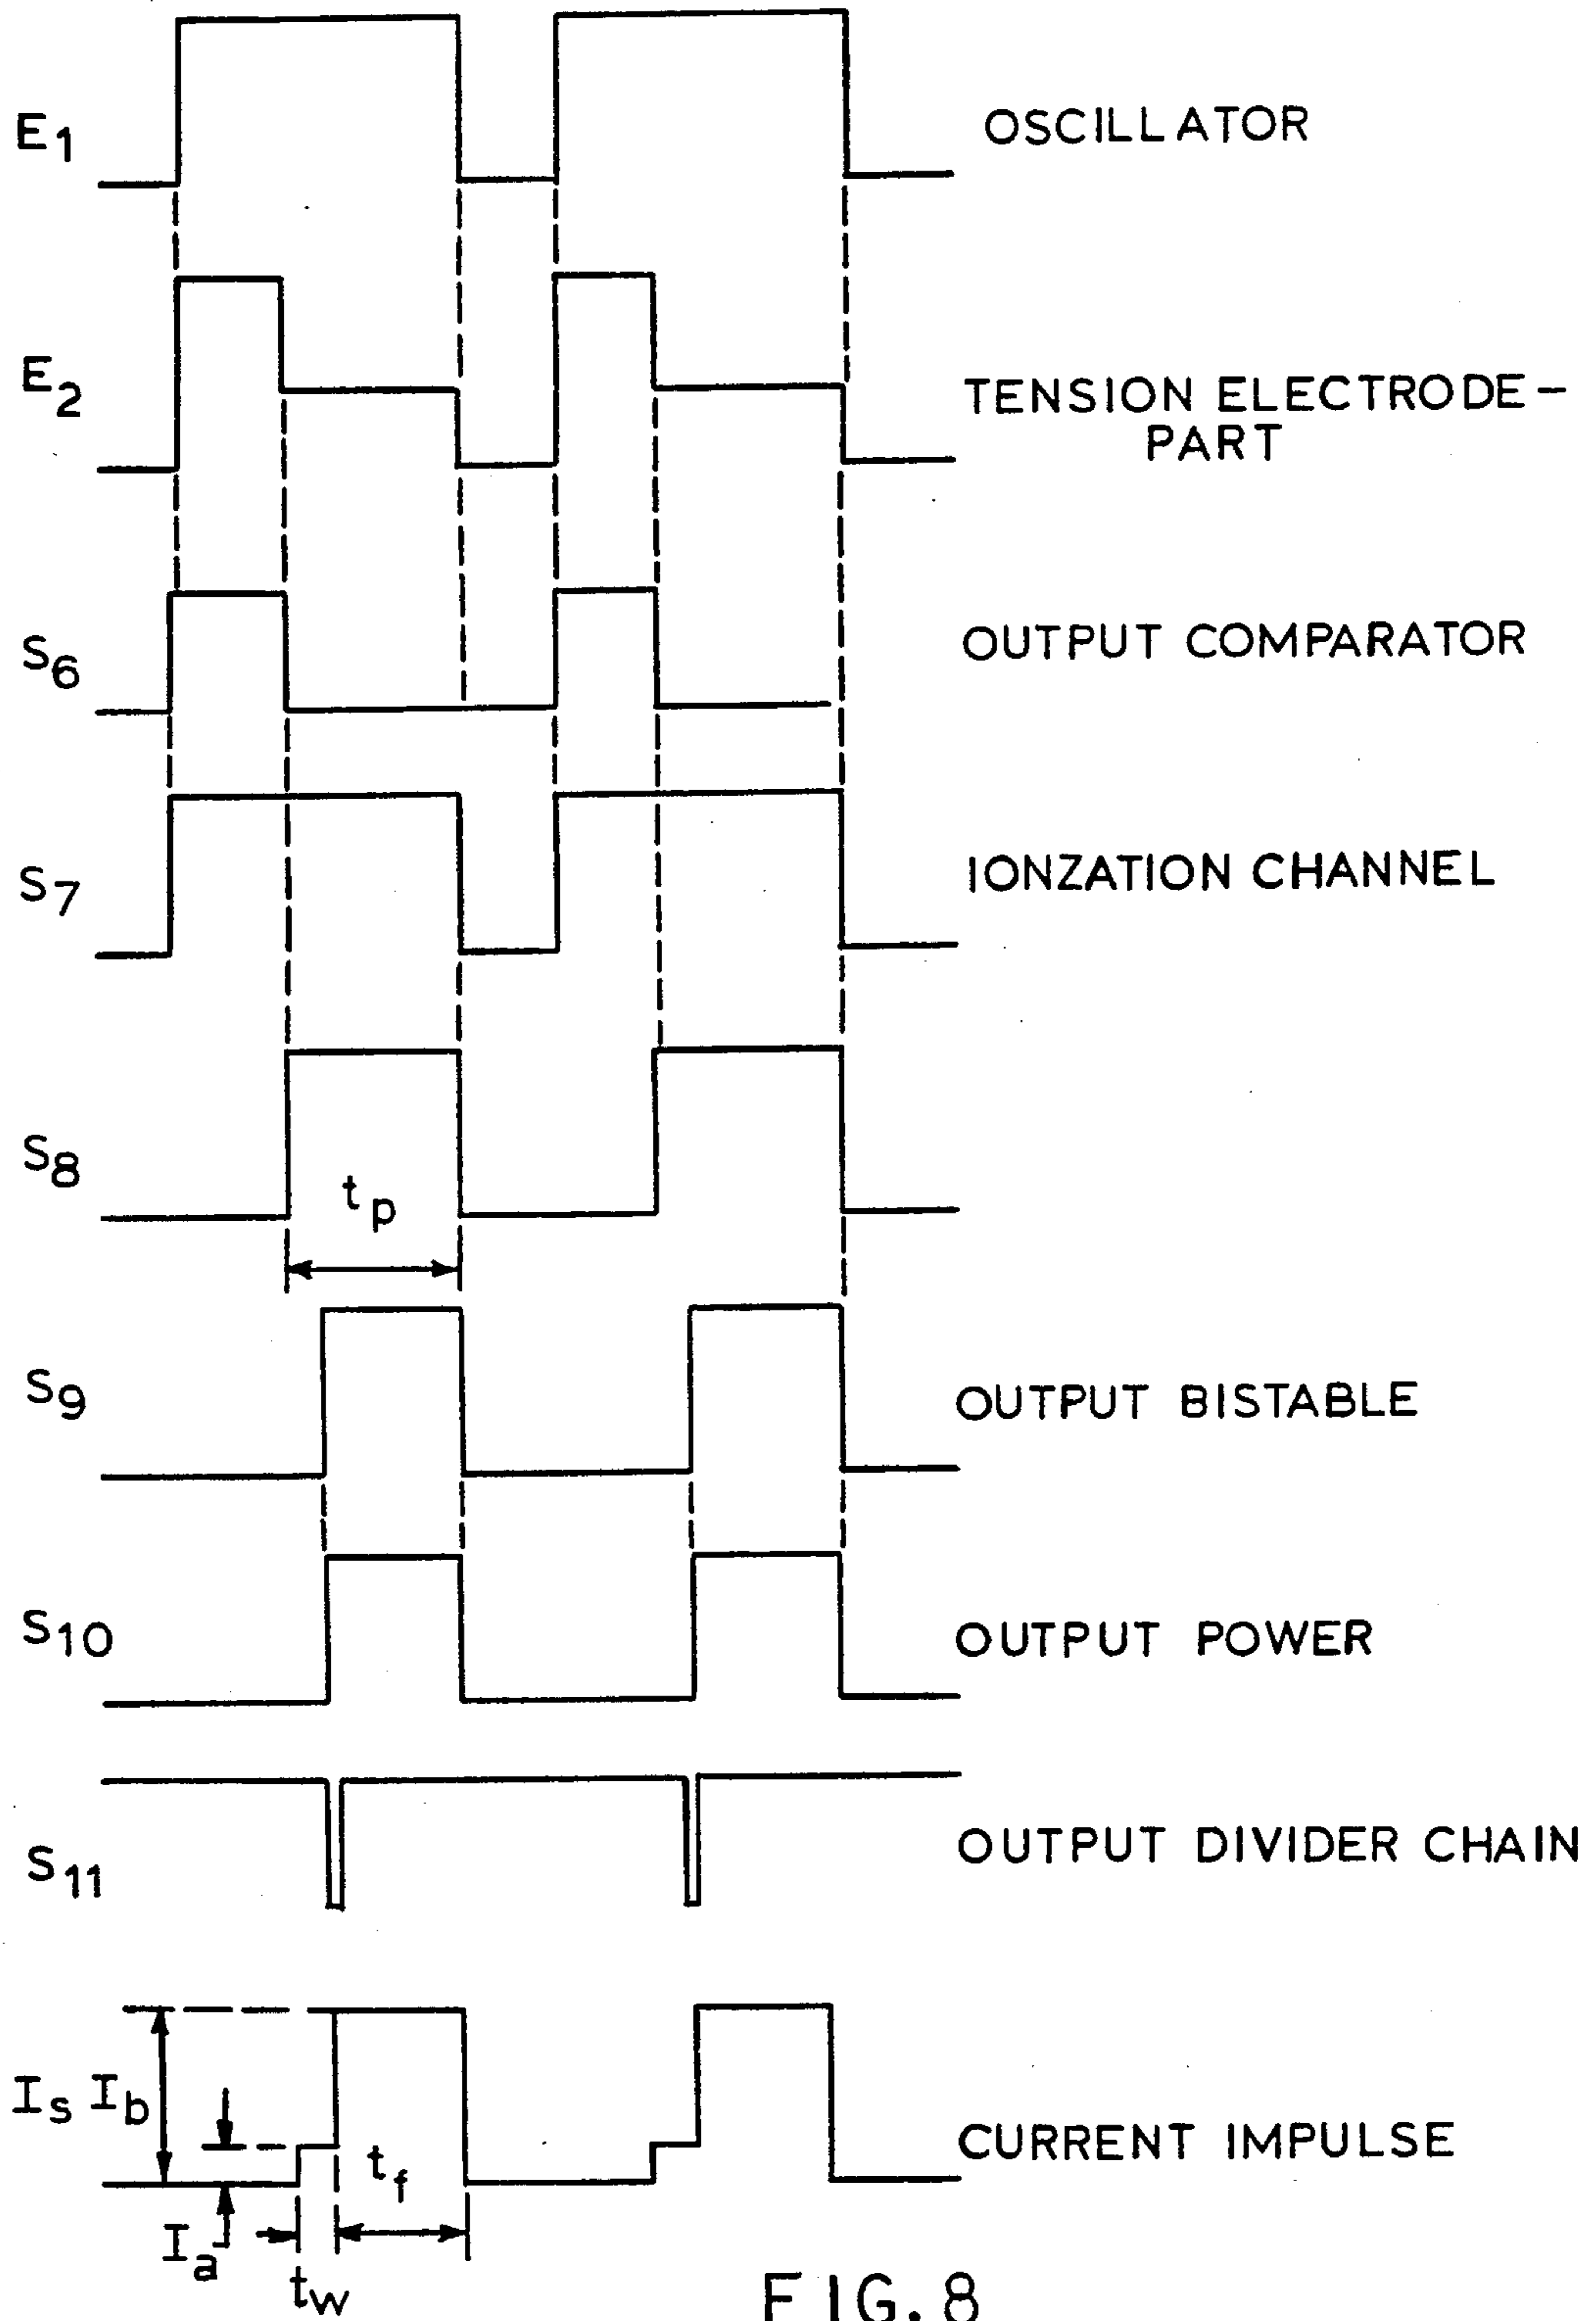 E1 OSCILLATOR
E2 TENSION ELECTRODE-
PART
S6 OUTPUT COMPARATOR
S7 IONZATION CHANNEL
S8
tp
S9 OUTPUT BISTABLE
S10 OUTPUT POWER
S11 OUTPUT DIVIDER CHAIN
Is Ib tf CURRENT IMPULSE
Ia
tw
FIG. 8